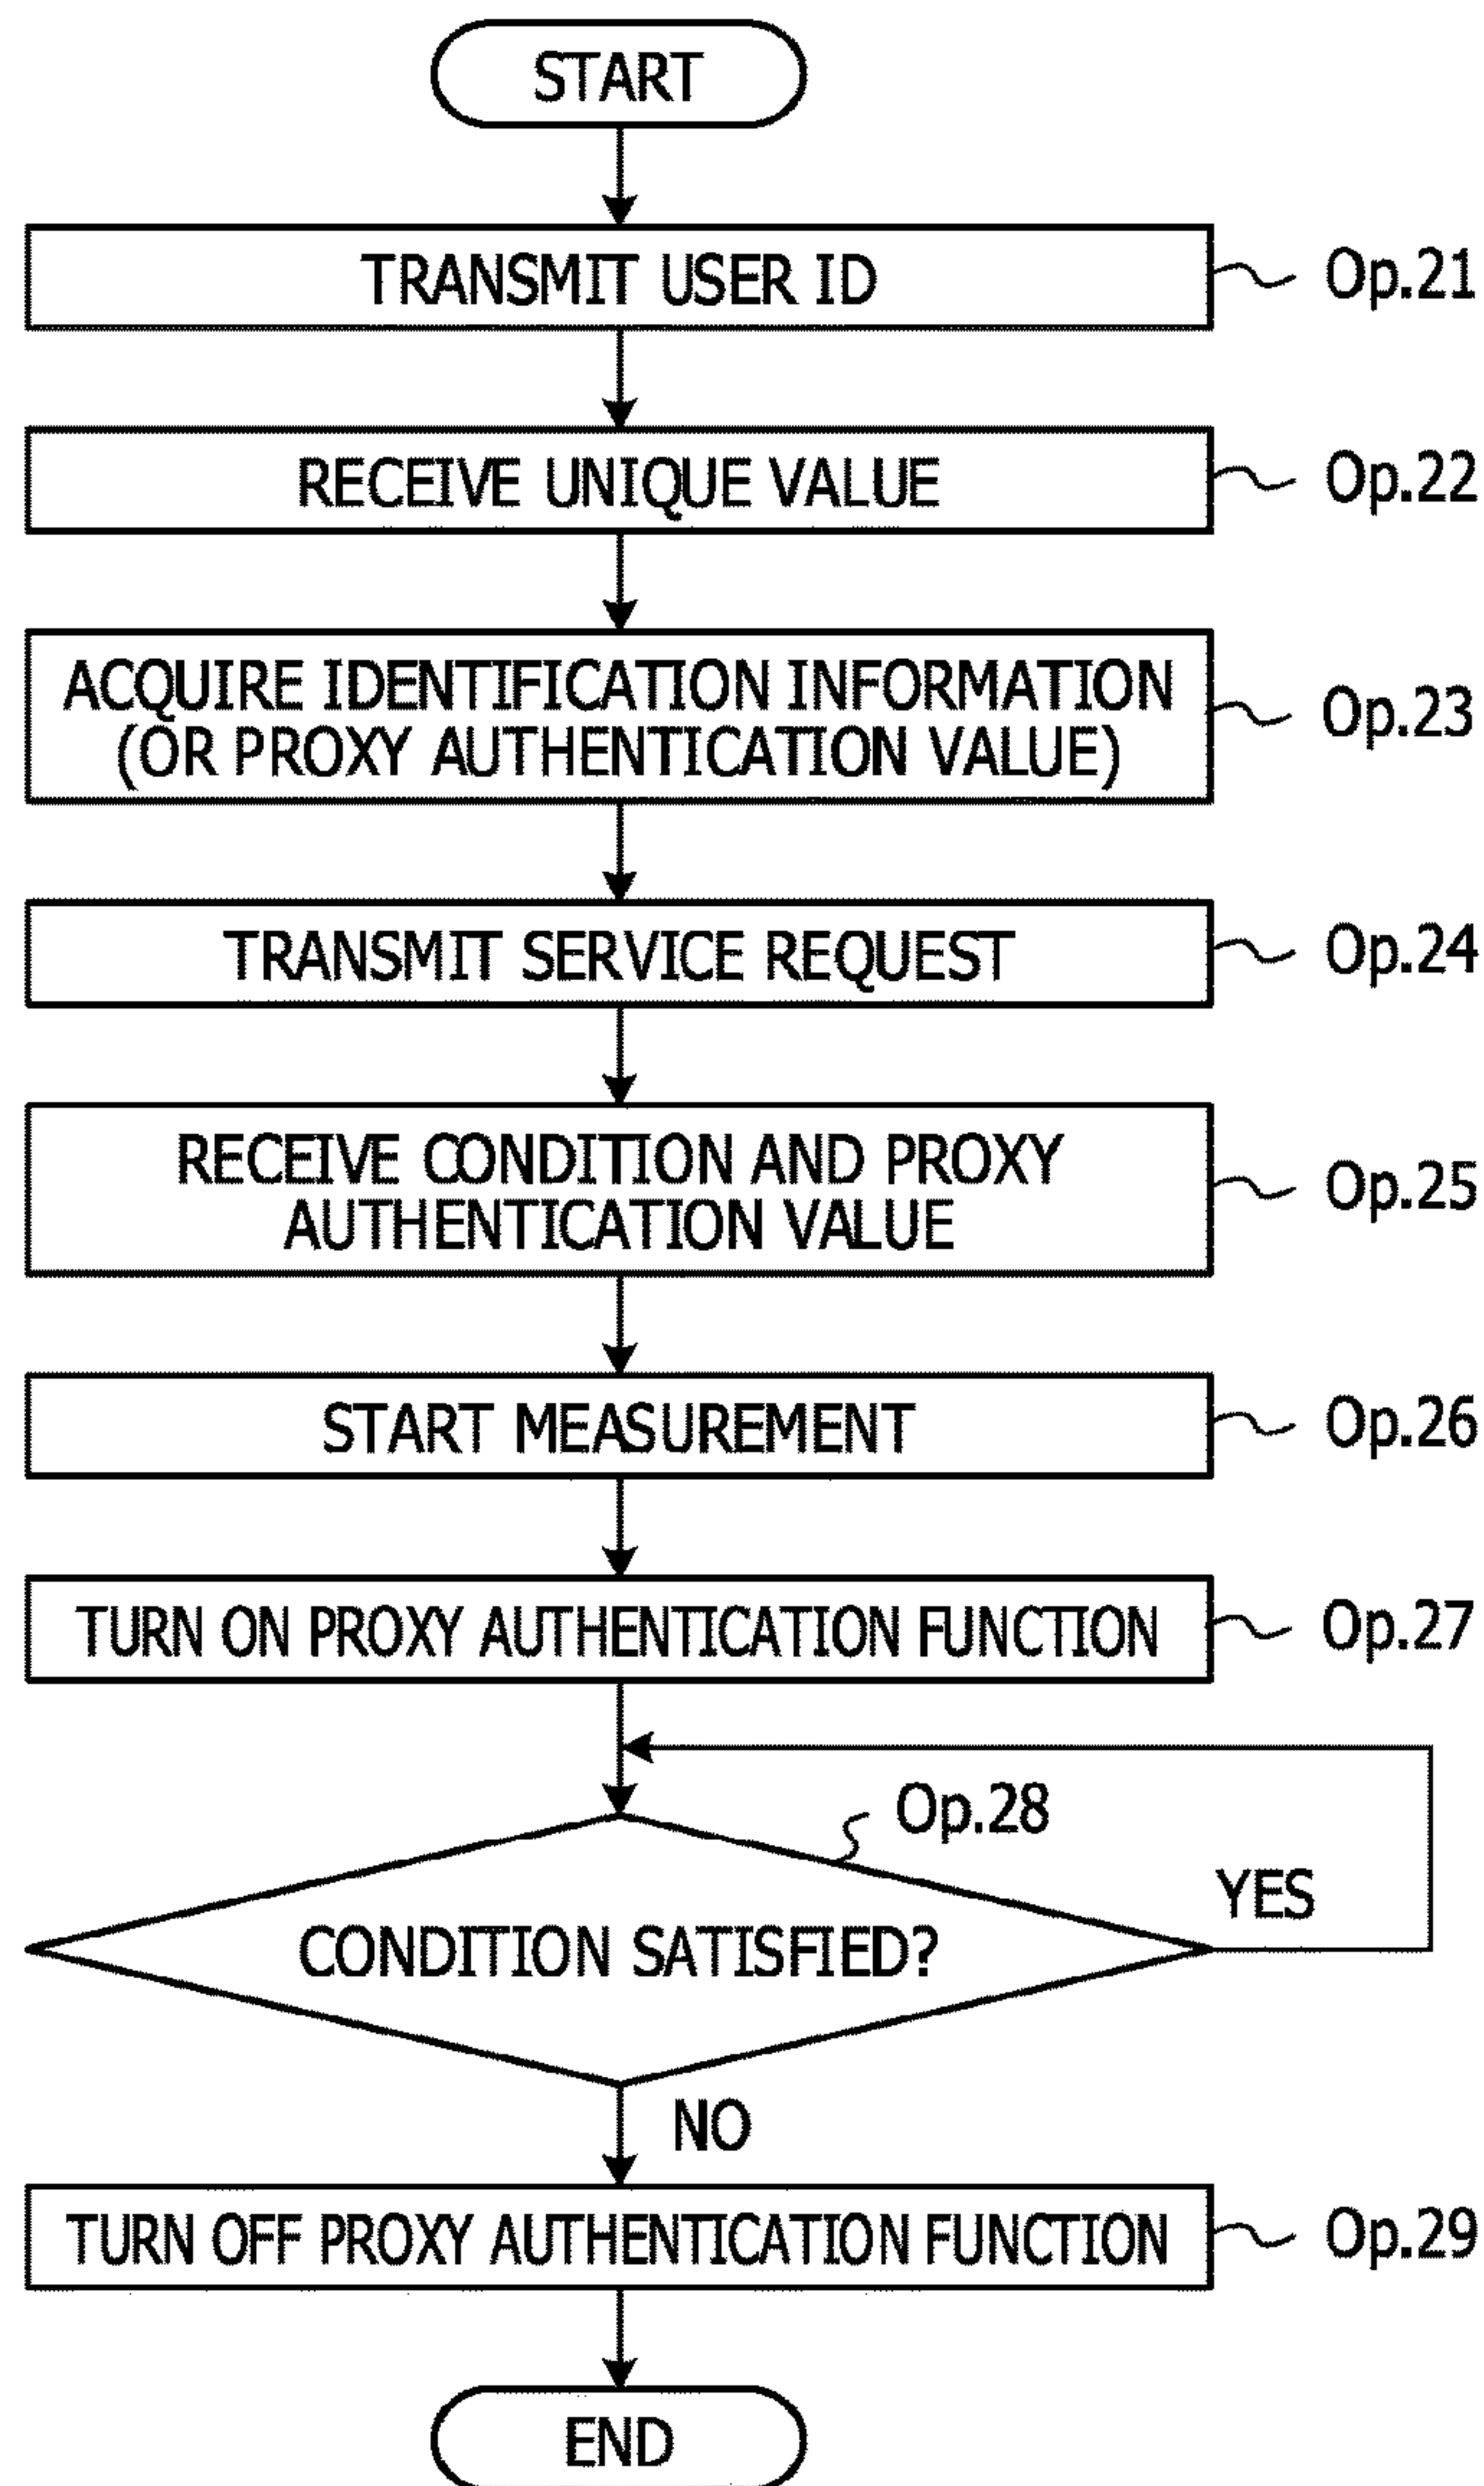 START
TRANSMIT USER ID
Op.21
RECEIVE UNIQUE VALUE
Op.22
ACQUIRE IDENTIFICATION INFORMATION
(OR PROXY AUTHENTICATION VALUE)
Op.23
TRANSMIT SERVICE REQUEST
Op.24
RECEIVE CONDITION AND PROXY
AUTHENTICATION VALUE
Op.25
START MEASUREMENT
Op.26
TURN ON PROXY AUTHENTICATION FUNCTION
Op.27
Op.28
YES
CONDITION SATISFIED?
NO
TURN OFF PROXY AUTHENTICATION FUNCTION
Op.29
END